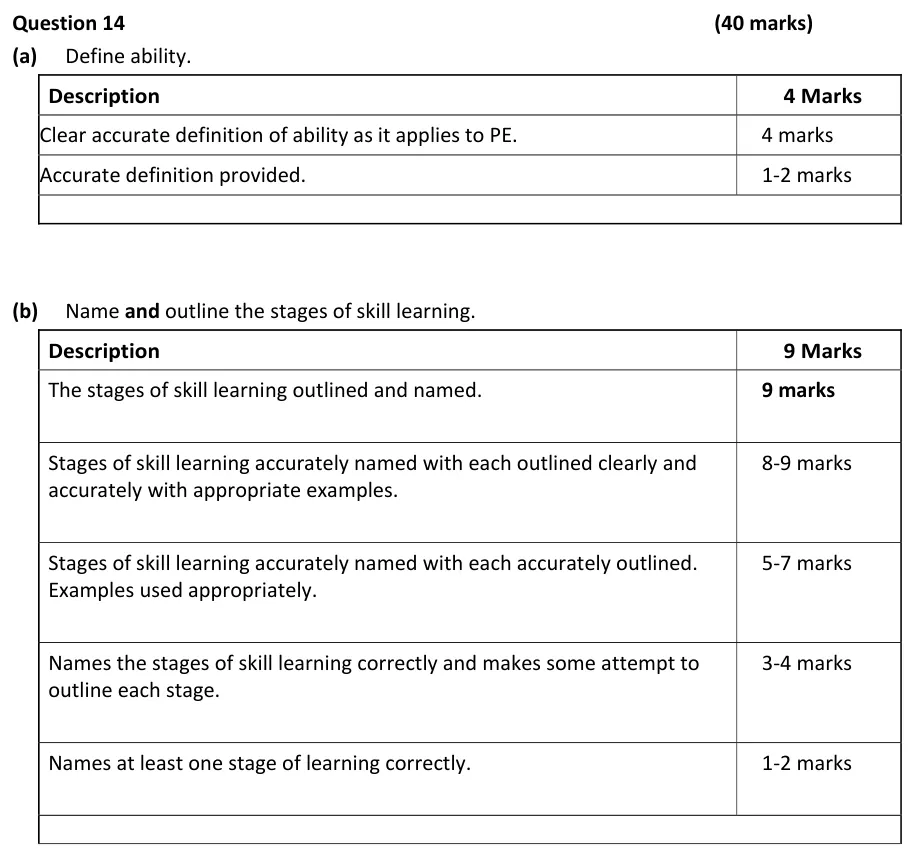 Question 14 (40 marks)
(a) Define ability.
Description 4 Marks
Clear accurate definition of ability as it applies to PE. 4 marks
Accurate definition provided. 1-2 marks
(b) Name and outline the stages of skill learning.
Description 9 Marks
The stages of skill learning outlined and named. 9 marks
Stages of skill learning accurately named with each outlined clearly and 8-9 marks
accurately with appropriate examples.
Stages of skill learning accurately named with each accurately outlined. 5-7 marks
Examples used appropriately.
Names the stages of skill learning correctly and makes some attempt to 3-4 marks
outline each stage.
Names at least one stage of learning correctly. 1-2 marks